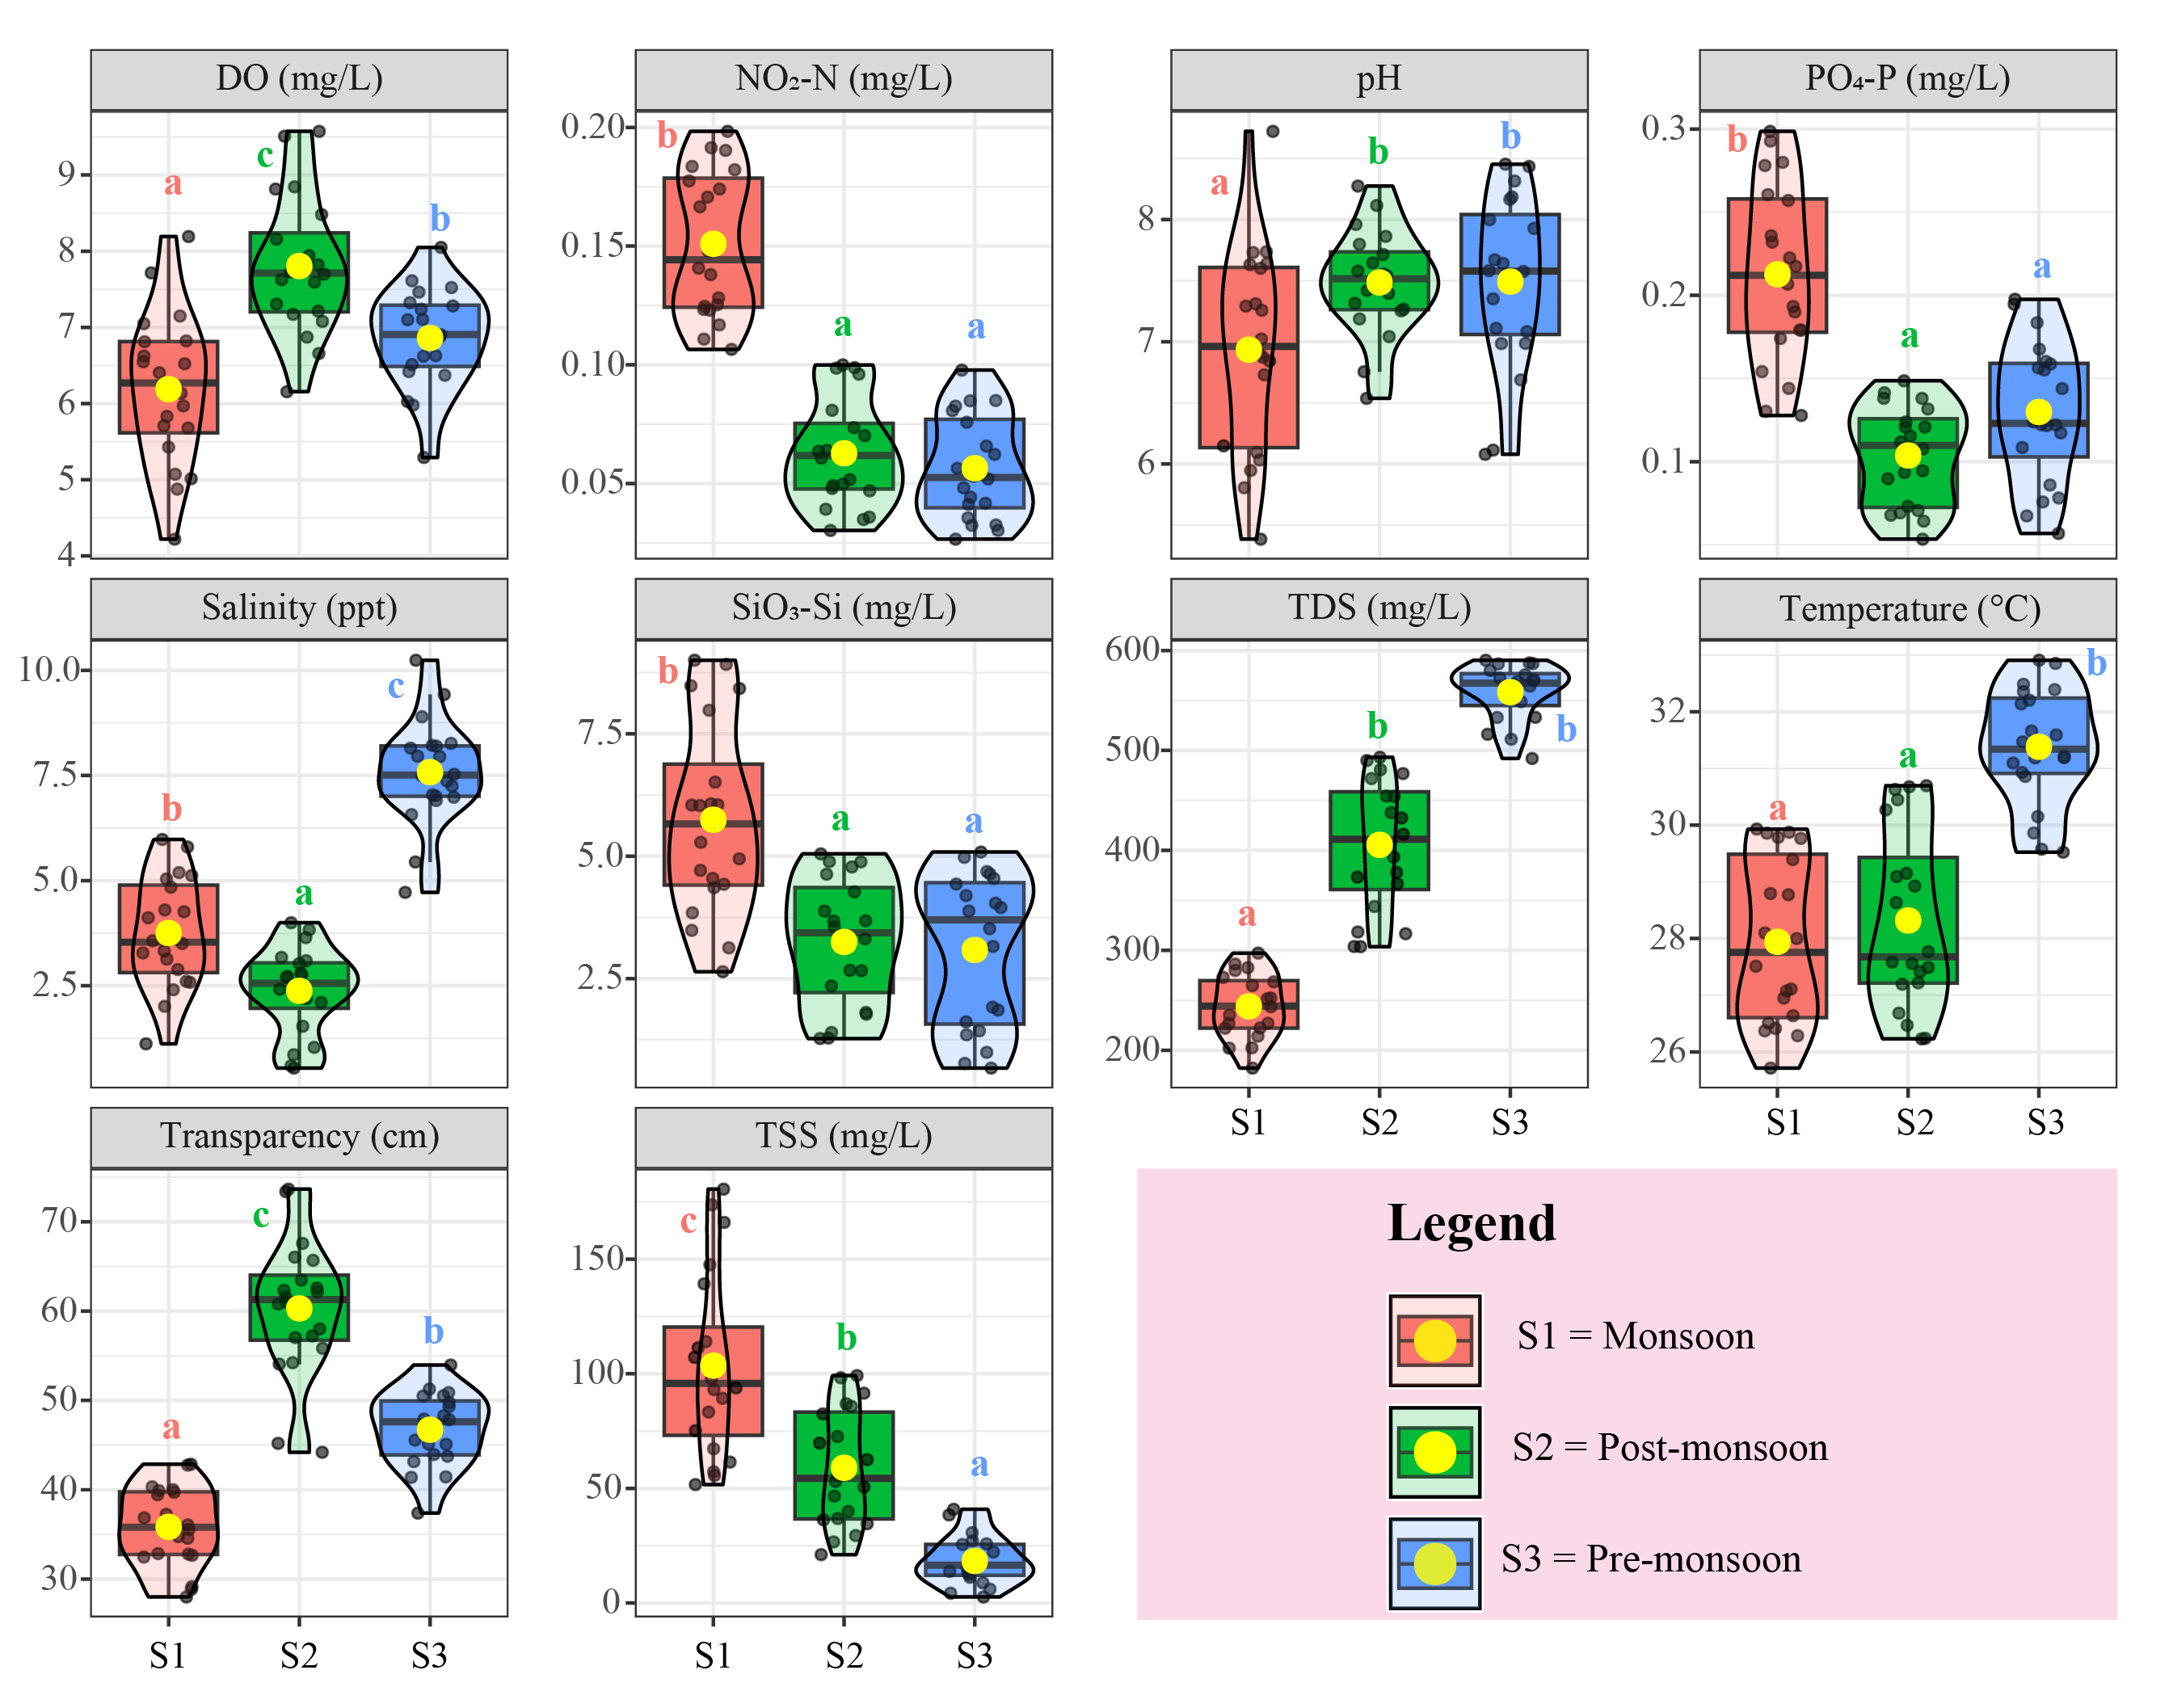 DO (mg/L)
NO₂-N (mg/L)
pH
PO₄-P (mg/L)
9
8
7
6
5
4
a
c
b
0.20
0.15
0.10
0.05
b
a
a
8
7
6
a
b
b
0.3
0.2
0.1
b
a
a
Salinity (ppt)
SiO₃-Si (mg/L)
TDS (mg/L)
Temperature (°C)
10.0
7.5
5.0
2.5
b
a
c
7.5
5.0
2.5
b
a
a
600
500
400
300
200
a
b
b
S1 S2 S3
32
30
28
26
a
a
b
S1 S2 S3
Transparency (cm)
TSS (mg/L)
70
60
50
40
30
a
c
b
S1 S2 S3
150
100
50
0
c
b
a
S1 S2 S3
Legend
S1 = Monsoon
S2 = Post-monsoon
S3 = Pre-monsoon